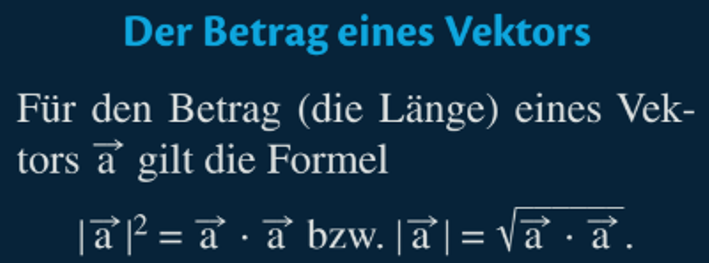 Der Betrag eines Vektors
Für den Betrag (die Länge) eines Vek-
tors a⃗ gilt die Formel
|a⃗|² = a⃗ · a⃗ bzw. |a⃗| = √(a⃗ · a⃗).